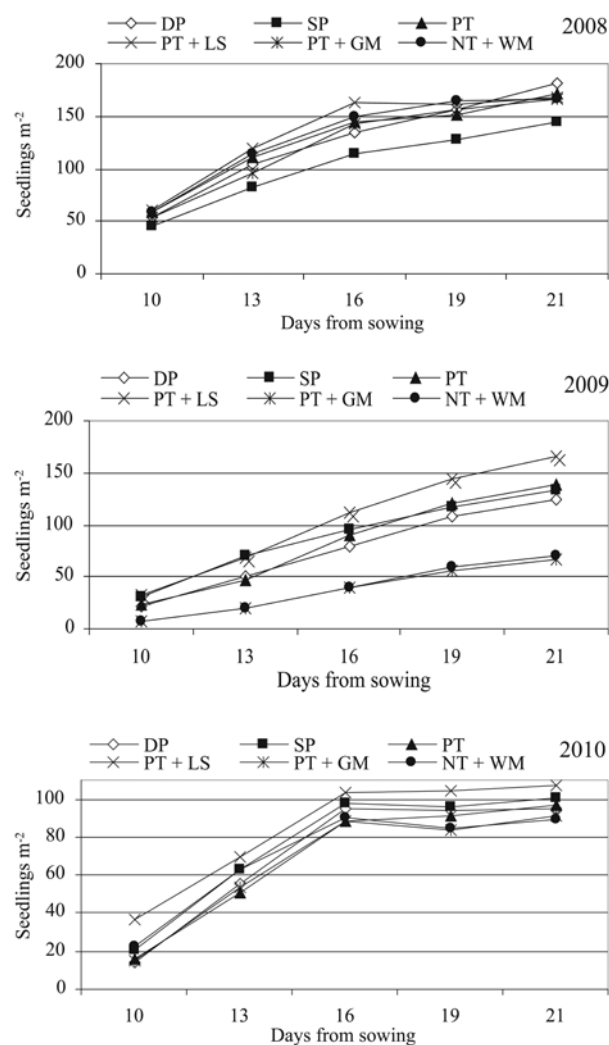 DP SP PT 2008
PT + LS PT + GM NT + WM
200
150
100
50
0
Seedlings m-2
10 13 16 19 21
Days from sowing
DP SP PT 2009
PT + LS PT + GM NT + WM
200
150
100
50
0
Seedlings m-2
10 13 16 19 21
Days from sowing
DP SP PT 2010
PT + LS PT + GM NT + WM
100
80
60
40
20
0
Seedlings m-2
10 13 16 19 21
Days from sowing